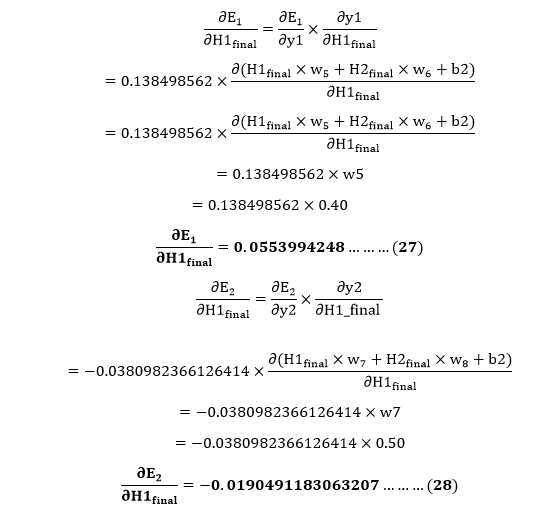 ∂E₁/∂H1final = ∂E₁/∂y1 × ∂y1/∂H1final
= 0.138498562 × ∂(H1final × w₅ + H2final × w₆ + b2)/∂H1final
= 0.138498562 × ∂(H1final × w₅ + H2final × w₆ + b2)/∂H1final
= 0.138498562 × w5
= 0.138498562 × 0.40
∂E₁/∂H1final = 0.0553994248 … … … (27)
∂E₂/∂H1final = ∂E₂/∂y2 × ∂y2/∂H1_final
= −0.0380982366126414 × ∂(H1final × w₇ + H2final × w₈ + b2)/∂H1final
= −0.0380982366126414 × w7
= −0.0380982366126414 × 0.50
∂E₂/∂H1final = −0.0190491183063207 … … … (28)